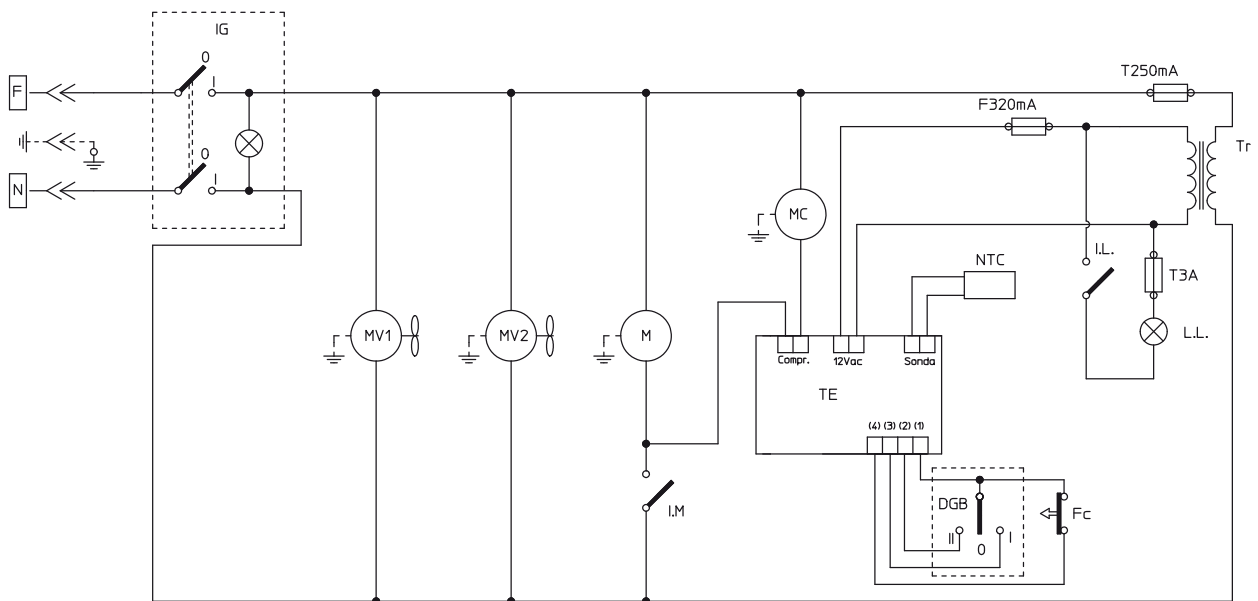 IG
0
I
F
N
0
I
T250mA
F320mA
Tr
MC
I.L.
T3A
NTC
L.L.
MV1
MV2
M
Compr.
12Vac
Sonda
TE
(4) (3) (2) (1)
I.M
DGB
II
0
I
Fc